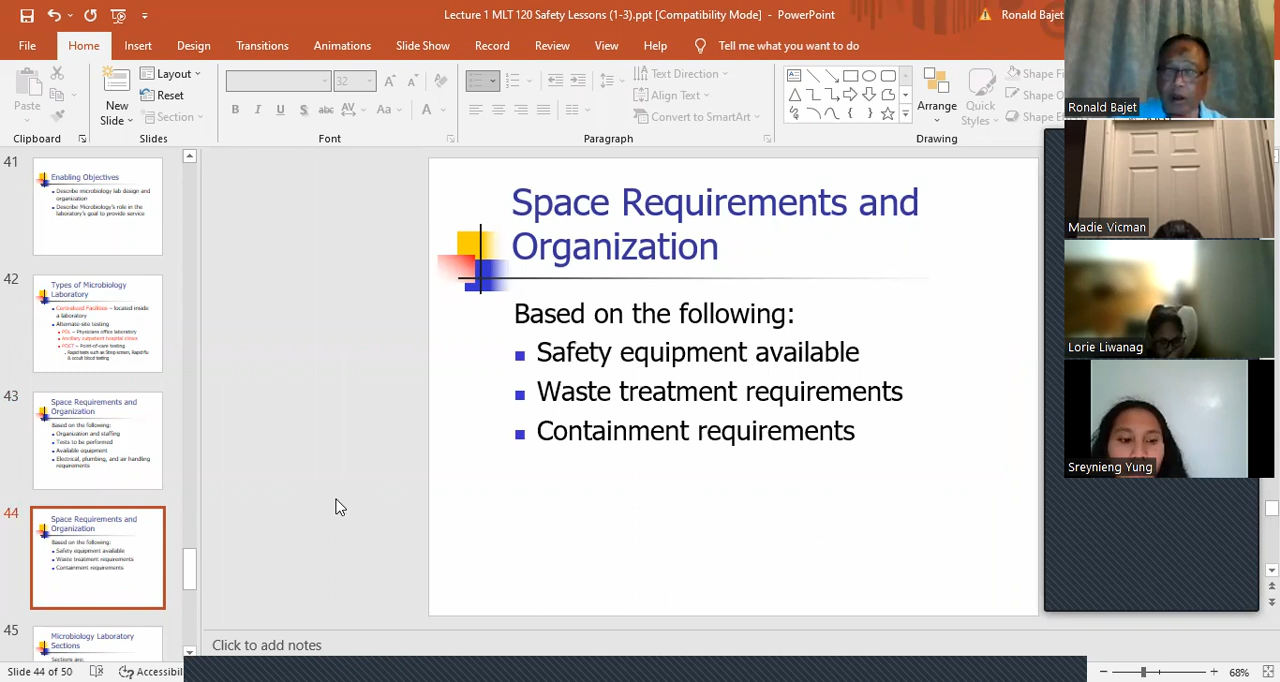 Lecture 1 MLT 120 Safety Lessons (1-3).ppt [Compatibility Mode] - PowerPoint
Ronald Bajet
File Home Insert Design Transitions Animations Slide Show Record Review View Help Tell me what you want to do
Paste
Clipboard
New
Slide
Layout
Reset
Section
Slides
32
B I U S abc AV Aa A
Font
Paragraph
Text Direction
Align Text
Convert to SmartArt
Arrange
Quick
Styles
Shape Fi
Shape O
Shape Ef
Drawing
Ronald Bajet
Madie Vicman
Lorie Liwanag
Sreynieng Yung
41
Enabling Objectives
Describe microbiology lab design and
organization
Describe Microbiology's role in the
laboratory's goal to provide service
42
Types of Microbiology
Laboratory
Centralized Facilities – located inside
a laboratory
Alternate-site testing
POL – Physicians office laboratory
Ancillary outpatient hospital clinics
POCT – Point-of-care testing
Rapid tests such as Strep screen, Rapid flu
& occult blood testing
43
Space Requirements and
Organization
Based on the following:
Organization and staffing
Tests to be performed
Available equipment
Electrical, plumbing, and air handling
requirements
44
Space Requirements and
Organization
Based on the following:
Safety equipment available
Waste treatment requirements
Containment requirements
45
Microbiology Laboratory
Sections
Sections are:
Space Requirements and
Organization
Based on the following:
Safety equipment available
Waste treatment requirements
Containment requirements
Click to add notes
Slide 44 of 50
Accessibil
68%